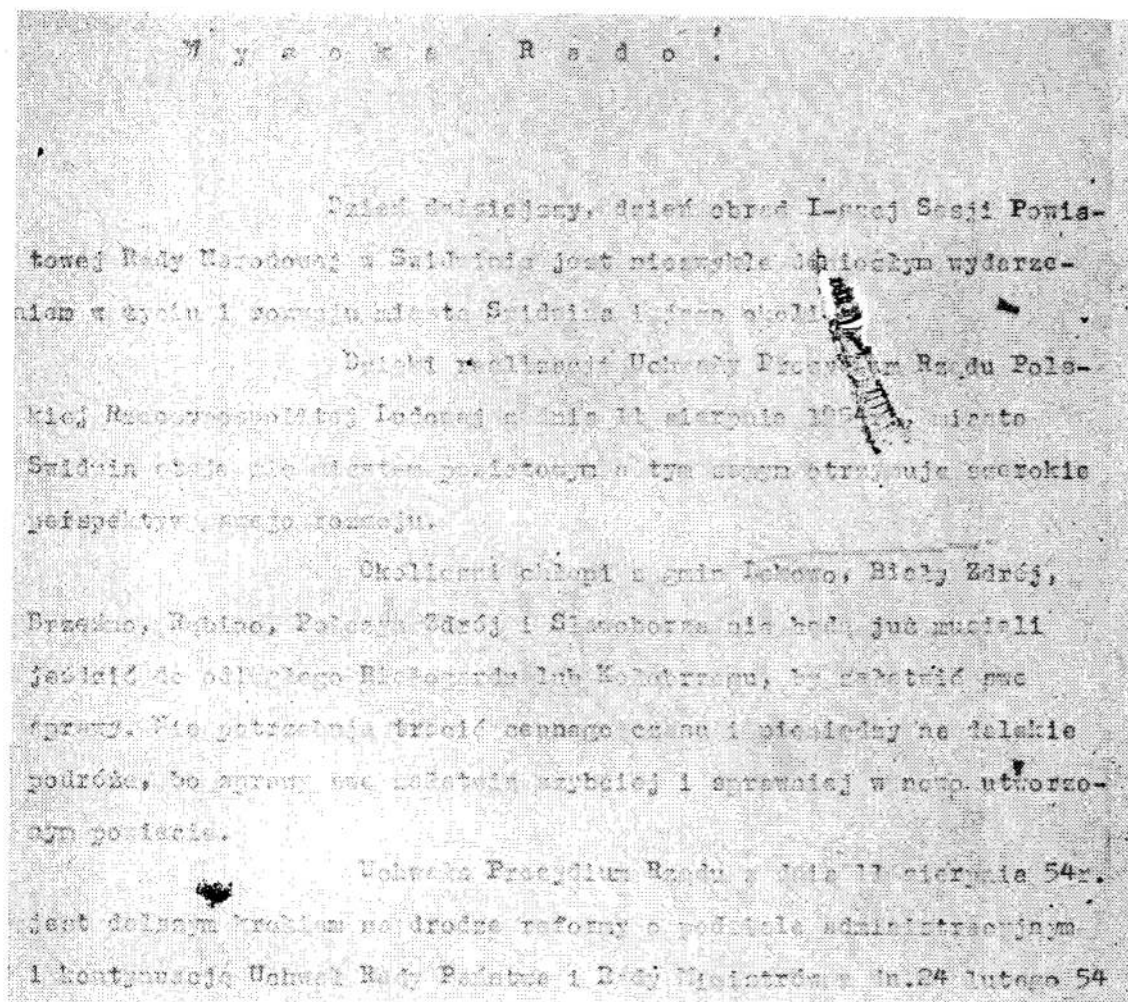 W y s o k a   R a d o !
Dzień dzisiejszy, dzień obrad I-szej Sesji Powia-
towej Rady Narodowej w Świdwinie jest niezwykle doniosłym wydarze-
niem w życiu i rozwoju miasta Świdwina i jego okolic.
Dzięki realizacji Uchwały Prezydium Rządu Pols-
kiej Rzeczypospolitej Ludowej z dnia 11 sierpnia 1954 r. miasto
Świdwin staje się miastem powiatowym a tym samym otrzymuje szerokie
perspektywy swego rozwoju.
Okoliczni chłopi z gmin Łekowo, Biały Zdrój,
Brzeżno, Rąbino, Połczyn Zdrój i Sławoborze nie będą już musieli
jeździć do odległego Białogardu lub Kołobrzegu, by załatwić swe
sprawy. Nie potrzebują tracić cennego czasu i pieniędzy na dalekie
podróże, bo sprawy swe załatwią szybciej i sprawniej w nowo utworzo-
nym powiecie.
Uchwała Prezydium Rządu z dnia 11 sierpnia 54r.
jest dalszym krokiem na drodze reformy o podziale administracyjnym
i kontynuacją Uchwał Rady Państwa i Rady Ministrów z dn.24 lutego 54